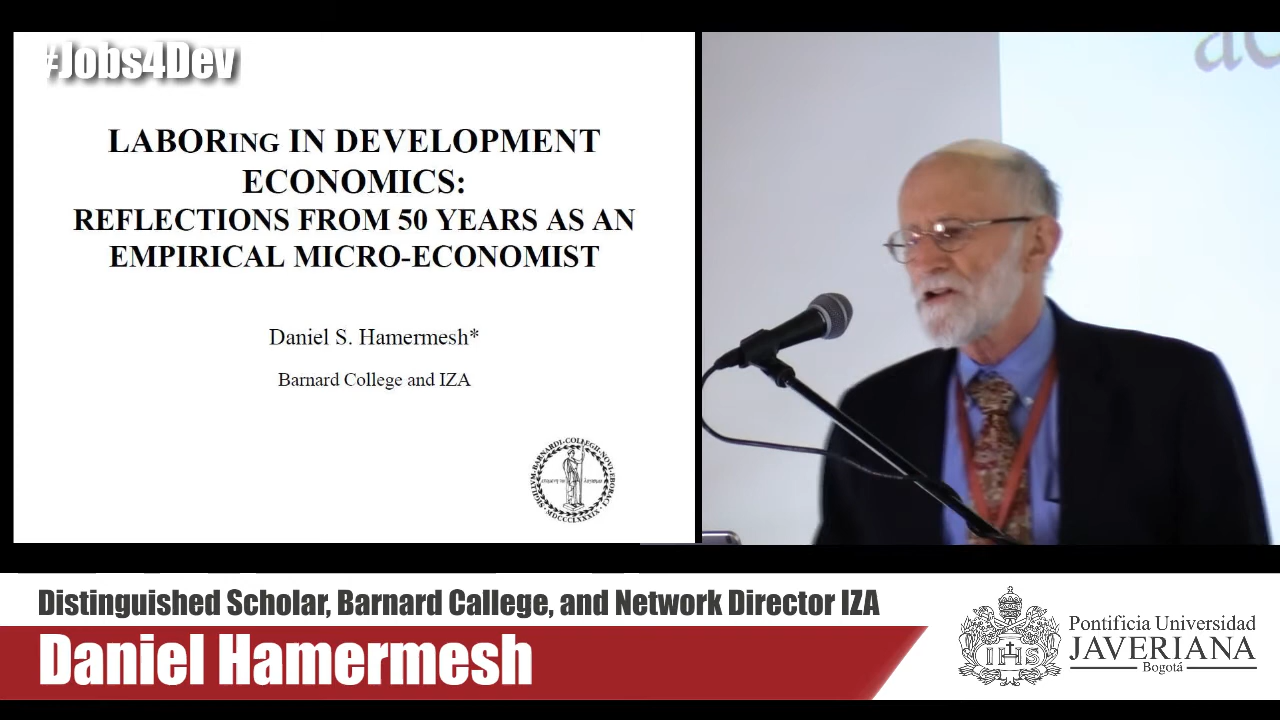 #Jobs4Dev
LABORING IN DEVELOPMENT
ECONOMICS:
REFLECTIONS FROM 50 YEARS AS AN
EMPIRICAL MICRO-ECONOMIST
Daniel S. Hamermesh*
Barnard College and IZA
Distinguished Scholar, Barnard Callege, and Network Director IZA
Daniel Hamermesh
IHS
Pontificia Universidad
JAVERIANA
Bogotá